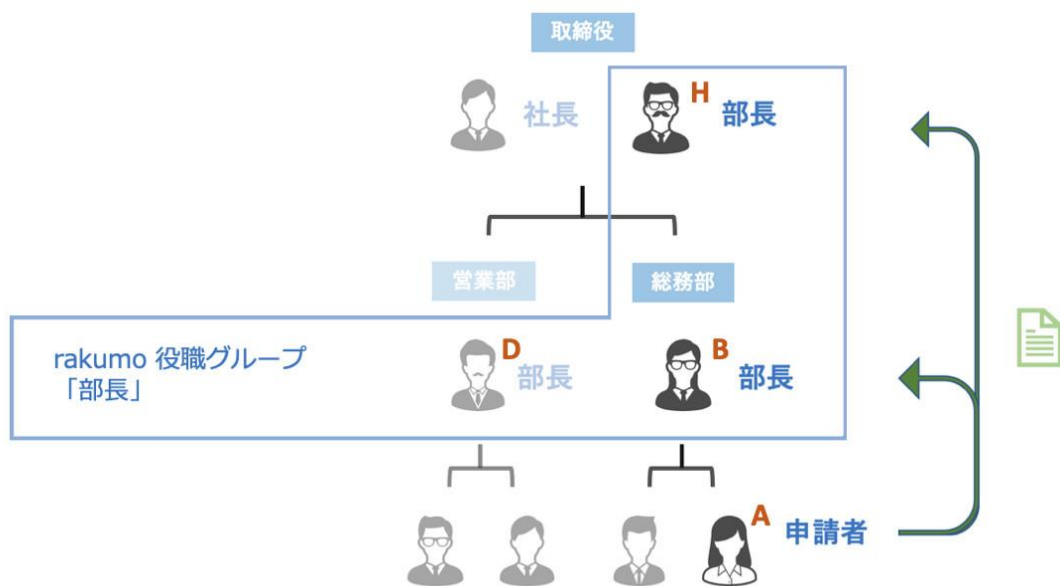 取締役
社長
H
部長
営業部
総務部
rakumo 役職グループ
「部長」
D
部長
B
部長
A
申請者